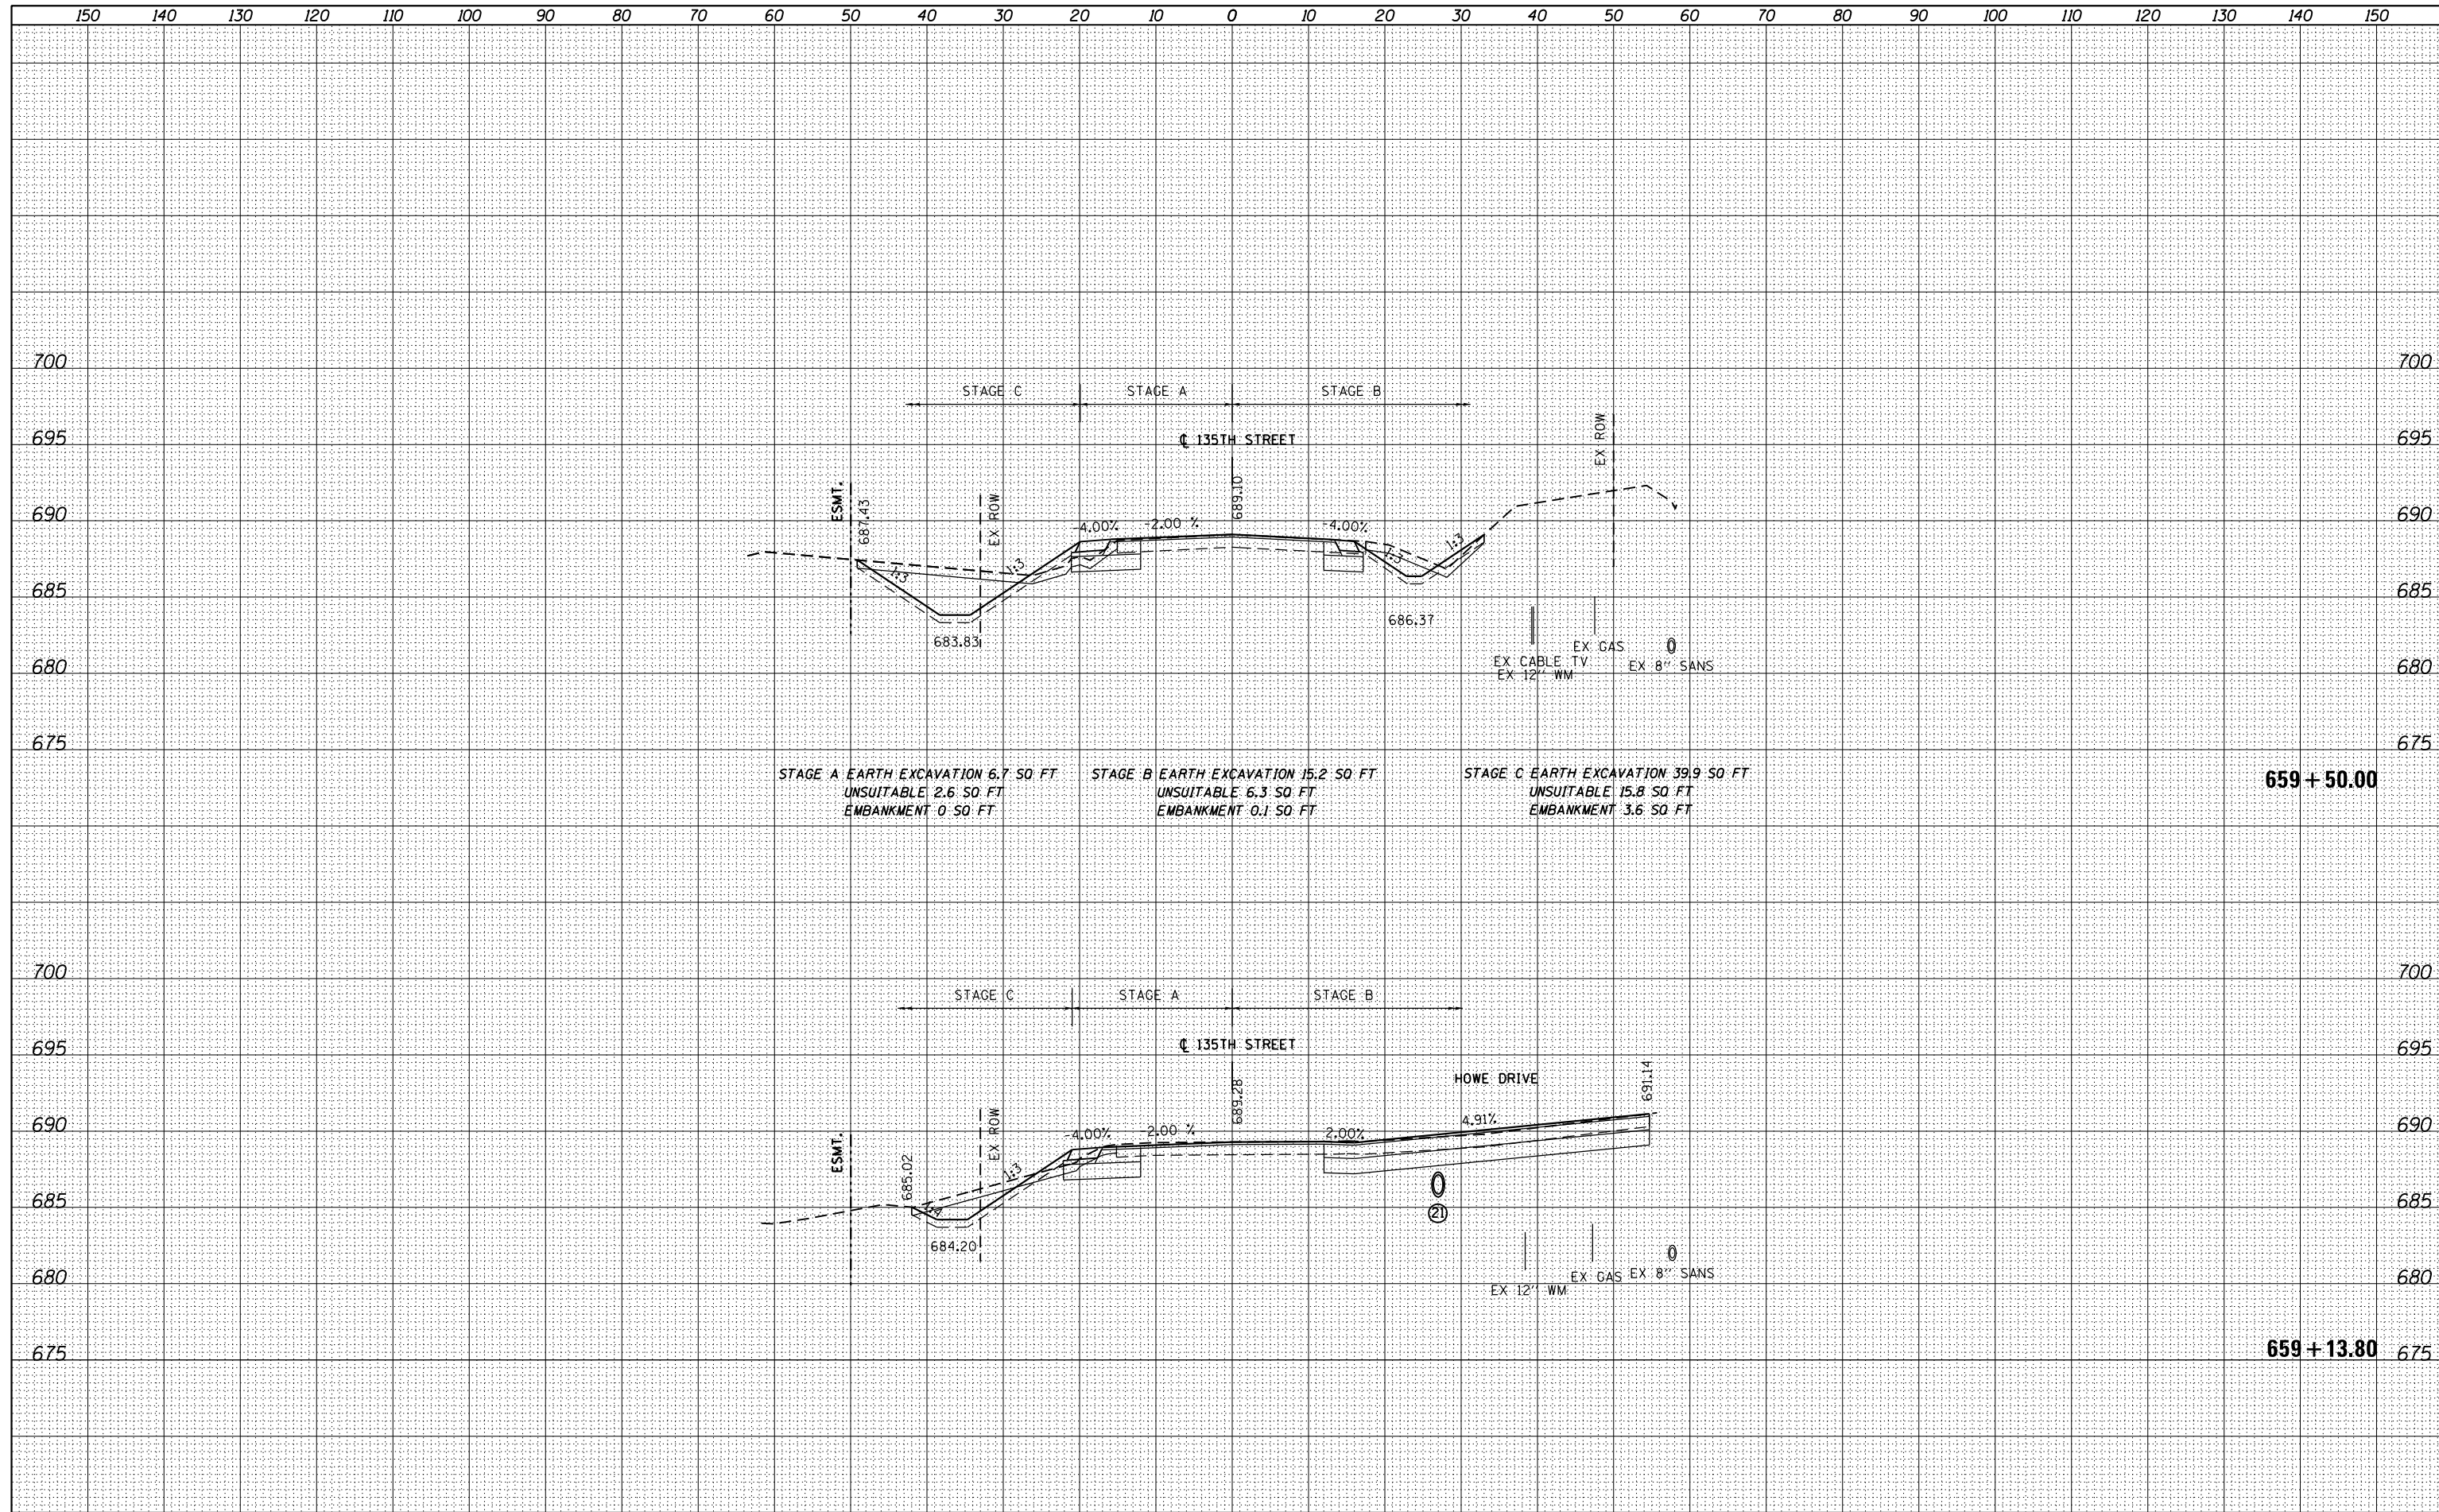 150 140 130 120 110 100 90 80 70 60 50 40 30 20 10 0 10 20 30 40 50 60 70 80 90 100 110 120 130 140 150
700 700
STAGE C STAGE A STAGE B
695 695
℄ 135TH STREET
EX ROW
ESMT.
687.43
EX ROW
689.10
690 690
-4.00% -2.00 % -4.00%
1:3 1:3 1:3 1:3
685 685
683.83
686.37
EX GAS
EX CABLE TV
EX 8'' SANS
EX 12'' WM
680 680
675 675
STAGE A EARTH EXCAVATION 6.7 SQ FT
UNSUITABLE 2.6 SQ FT
EMBANKMENT 0 SQ FT
STAGE B EARTH EXCAVATION 15.2 SQ FT
UNSUITABLE 6.3 SQ FT
EMBANKMENT 0.1 SQ FT
STAGE C EARTH EXCAVATION 39.9 SQ FT
UNSUITABLE 15.8 SQ FT
EMBANKMENT 3.6 SQ FT
659+50.00
700 700
STAGE C STAGE A STAGE B
695 695
℄ 135TH STREET
HOWE DRIVE
ESMT.
685.02
EX ROW
689.28
691.14
690 690
-4.00% -2.00 % 2.00% 4.91%
1:4 1:3
685 685
21
684.20
EX GAS EX 8'' SANS
EX 12'' WM
680 680
659+13.80
675 675